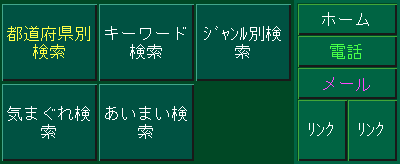 都道府県別
検索
キーワード
検索
ｼﾞｬﾝﾙ別検
索
ホーム
電話
メール
気まぐれ検
索
あいまい検
索
ﾘﾝｸ
ﾘﾝｸ